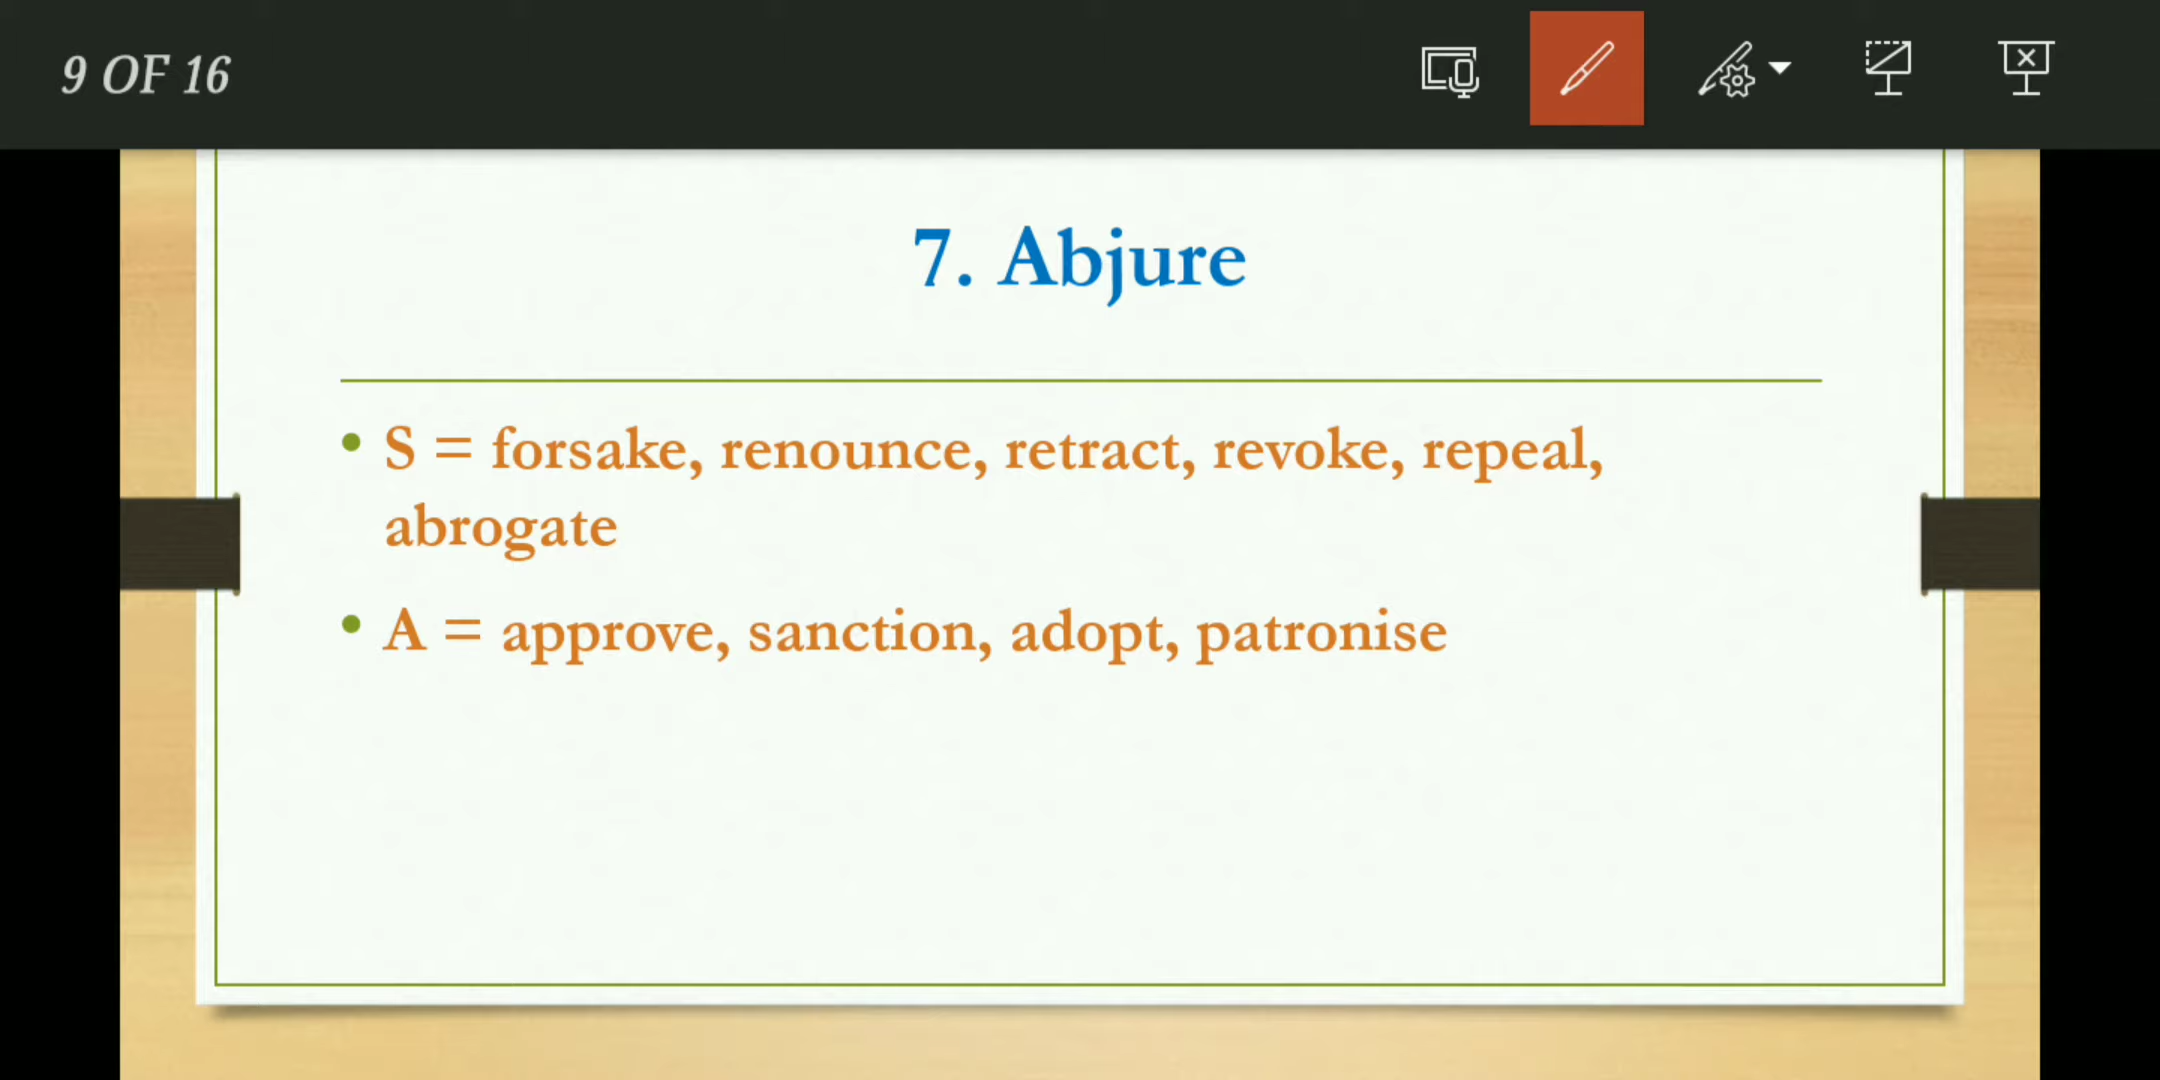 9 OF 16
7. Abjure
• S = forsake, renounce, retract, revoke, repeal,
abrogate
• A = approve, sanction, adopt, patronise